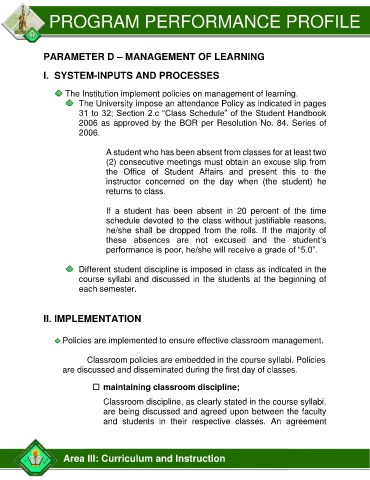 PROGRAM PERFORMANCE PROFILE
PARAMETER D – MANAGEMENT OF LEARNING
I. SYSTEM-INPUTS AND PROCESSES
The Institution implement policies on management of learning.
The University impose an attendance Policy as indicated in pages
31 to 32; Section 2.c “Class Schedule” of the Student Handbook
2006 as approved by the BOR per Resolution No. 84. Series of
2006.
A student who has been absent from classes for at least two
(2) consecutive meetings must obtain an excuse slip from
the Office of Student Affairs and present this to the
instructor concerned on the day when (the student) he
returns to class.
If a student has been absent in 20 percent of the time
schedule devoted to the class without justifiable reasons,
he/she shall be dropped from the rolls. If the majority of
these absences are not excused and the student’s
performance is poor, he/she will receive a grade of “5.0”.
Different student discipline is imposed in class as indicated in the
course syllabi and discussed in the students at the beginning of
each semester.
II. IMPLEMENTATION
Policies are implemented to ensure effective classroom management.
Classroom policies are embedded in the course syllabi. Policies
are discussed and disseminated during the first day of classes.
☐ maintaining classroom discipline;
Classroom discipline, as clearly stated in the course syllabi,
are being discussed and agreed upon between the faculty
and students in their respective classes. An agreement
Area III: Curriculum and Instruction